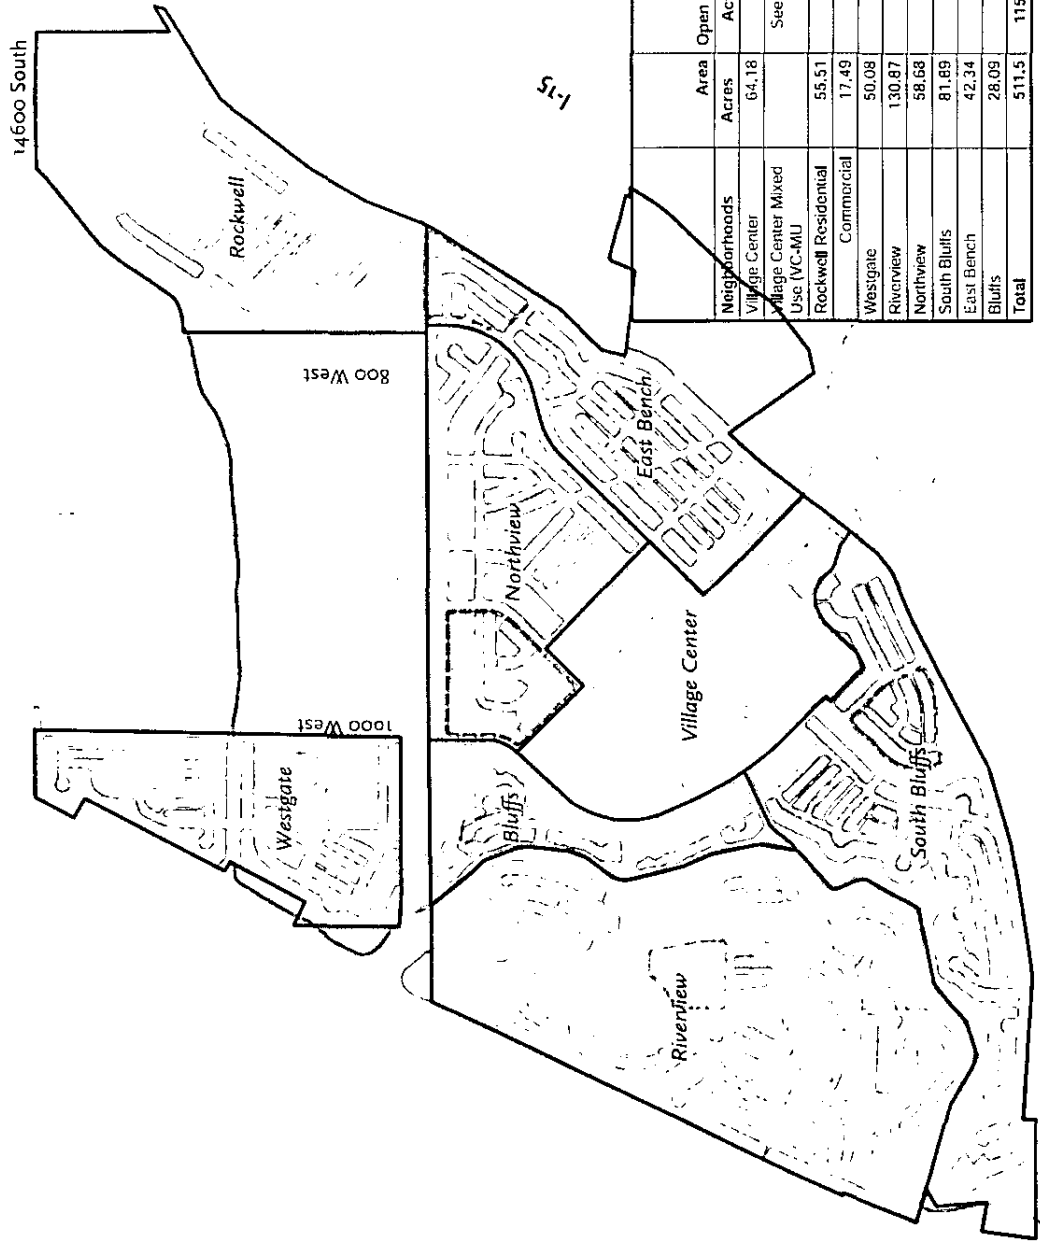 14600 South
I-15
Rockwell
800 West
1000 West
Westgate
Northview
East Bench
Village Center
Bluffs
South Bluffs
Riverview
Area Open
Neighborhoods Acres Ac
Village Center 64.18
Village Center Mixed See
Use (VC-MU
Rockwell Residential 55.51
Commercial 17.49
Westgate 50.08
Riverview 130.87
Northview 58.68
South Bluffs 81.89
East Bench 42.34
Bluffs 28.09
Total 511.5 115